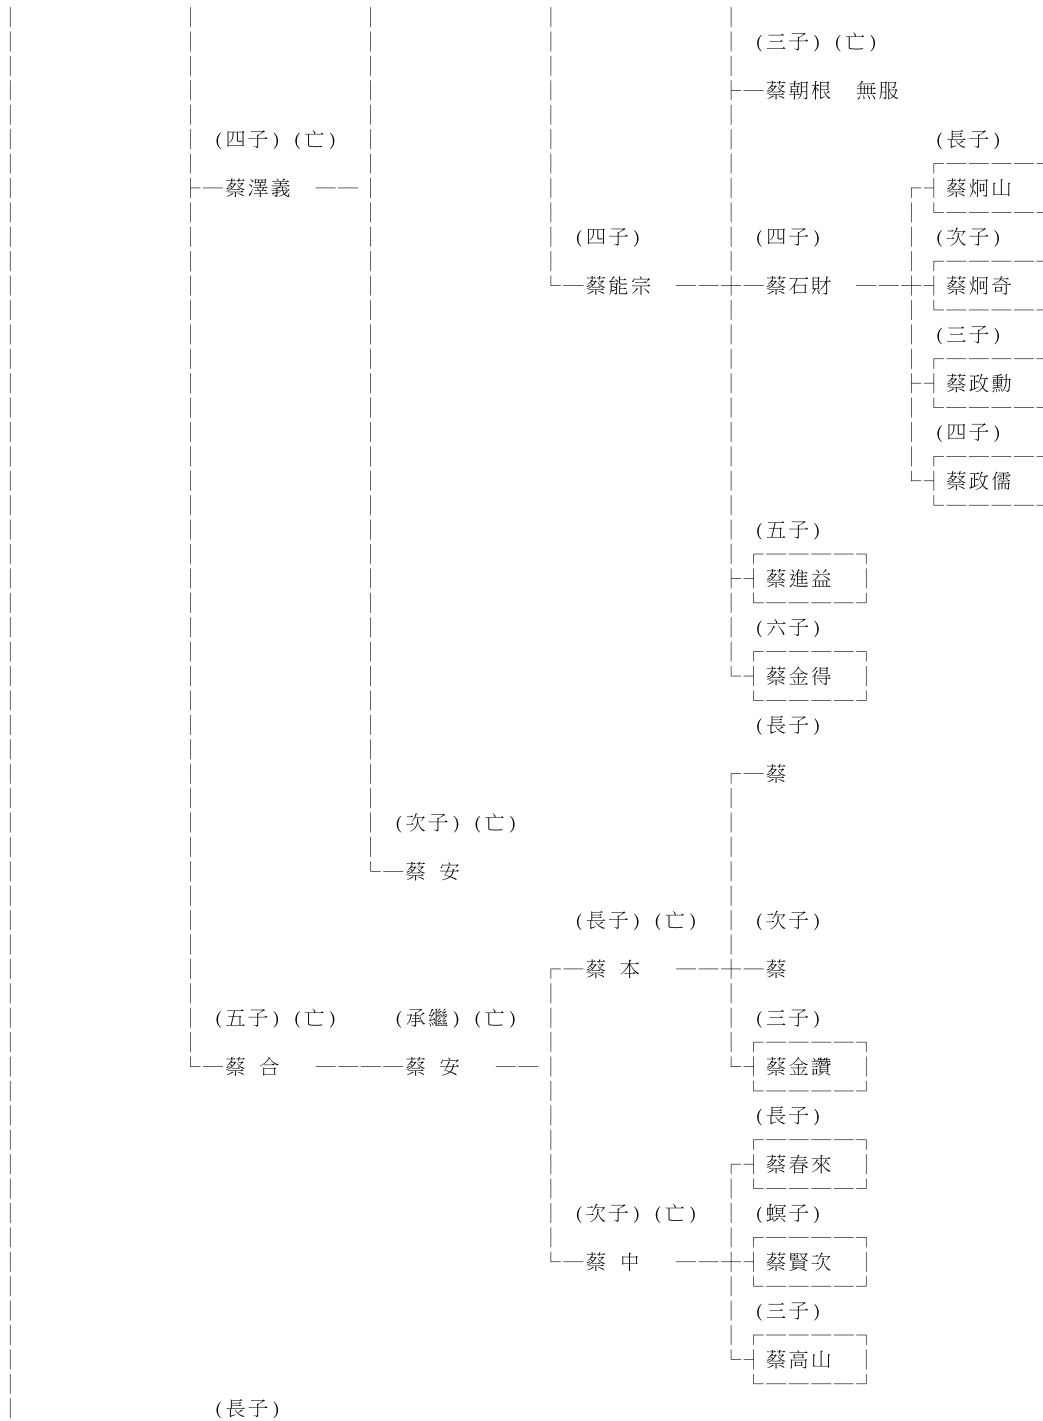 (三子) (亡)
蔡朝根　無服
(四子) (亡)
(長子)
蔡澤義
蔡炯山
(四子)
(四子)
(次子)
蔡能宗
蔡石財
蔡炯奇
(三子)
蔡政勳
(四子)
蔡政儒
(五子)
蔡進益
(六子)
蔡金得
(長子)
蔡
(次子) (亡)
蔡 安
(長子) (亡)
(次子)
蔡 本
蔡
(五子) (亡)
(承繼) (亡)
(三子)
蔡 合
蔡 安
蔡金讚
(長子)
蔡春來
(次子) (亡)
(螟子)
蔡 中
蔡賢次
(三子)
蔡高山
(長子)